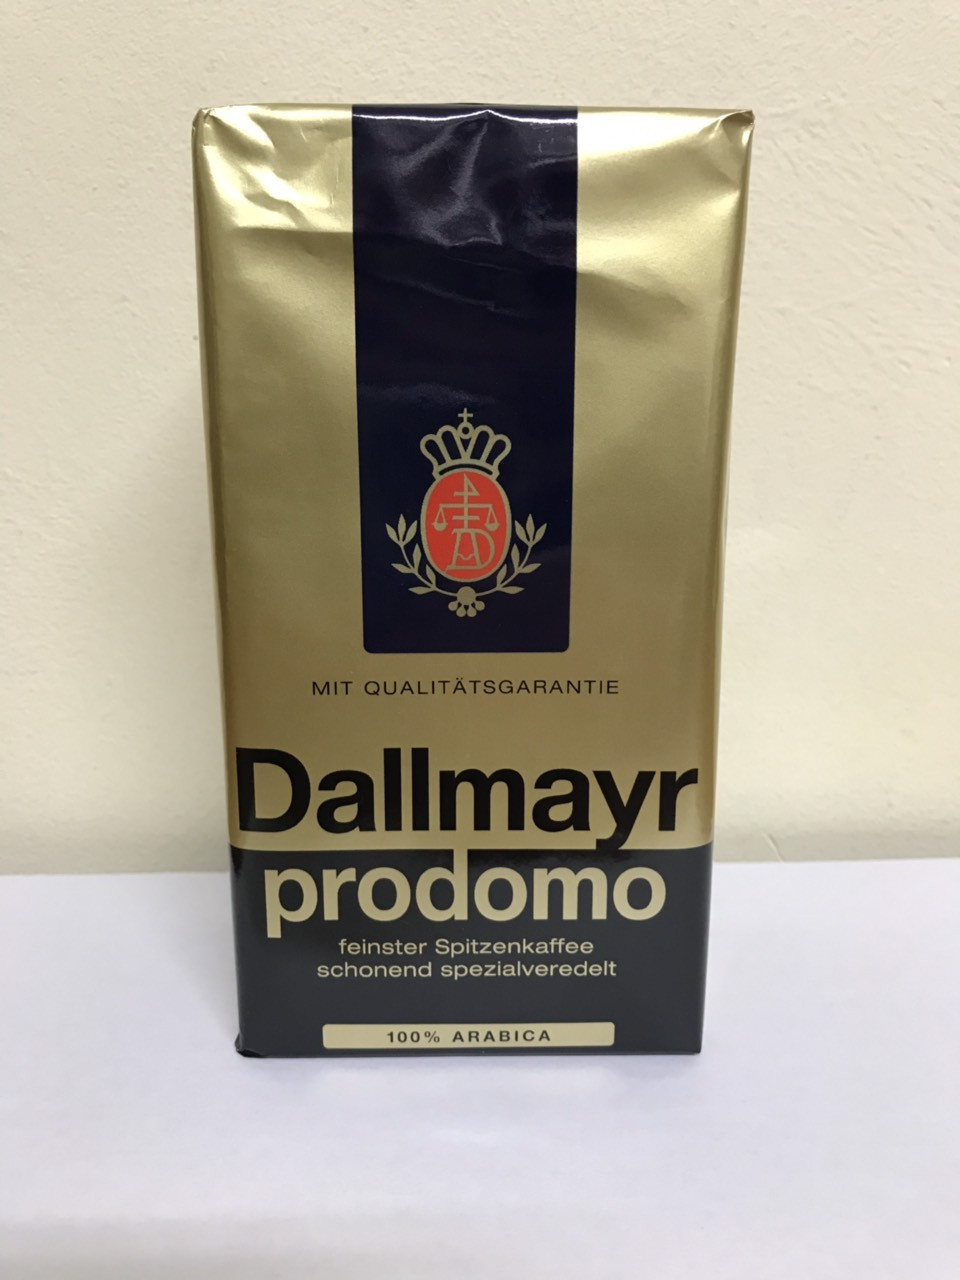 MIT QUALITÄTSGARANTIE
Dallmayr
prodomo
feinster Spitzenkaffee
schonend spezialveredelt
100% ARABICA